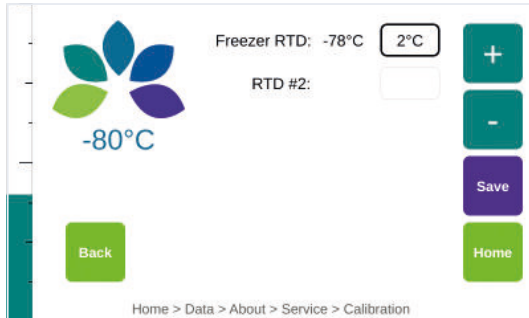 Freezer RTD: -78°C 2°C
+
RTD #2:
-
-80°C
Save
Back
Home
Home > Data > About > Service > Calibration